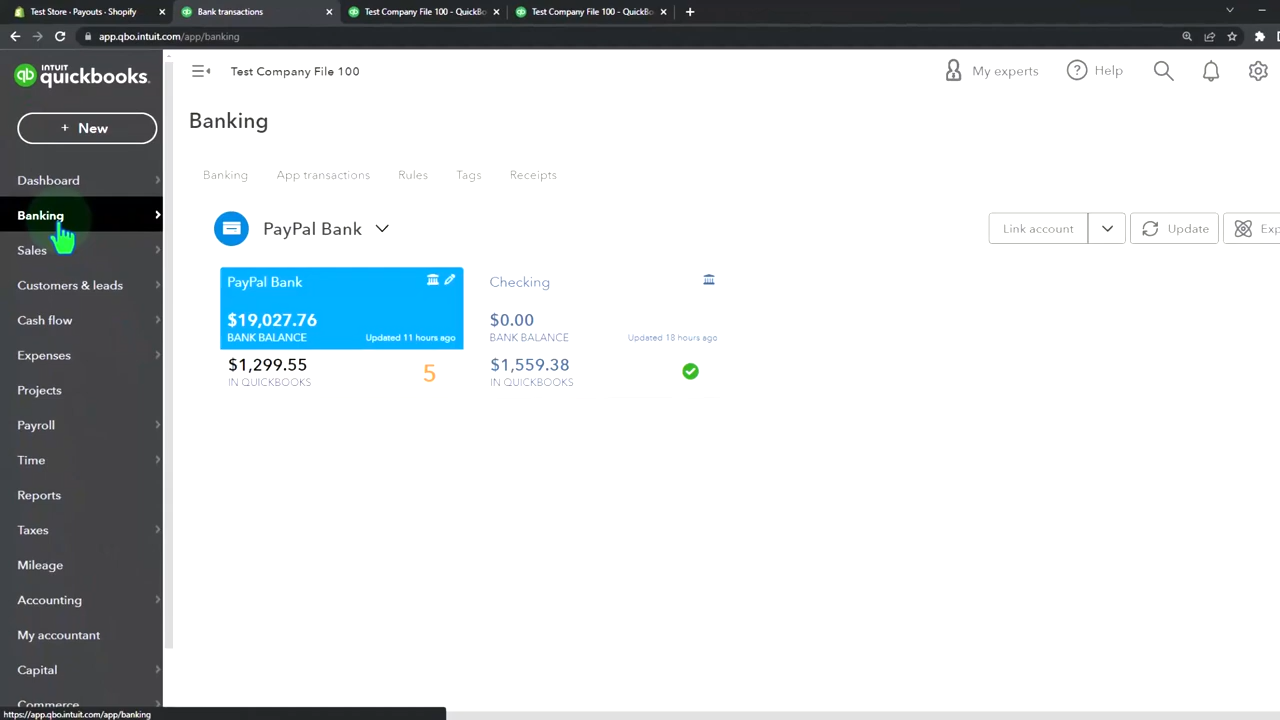 Test Store - Payouts - Shopify
Bank transactions
Test Company File 100 - QuickBo
Test Company File 100 - QuickBo
app.qbo.intuit.com/app/banking
INTUIT
quickbooks.
Test Company File 100
My experts
Help
+ New
Banking
Banking
App transactions
Rules
Tags
Receipts
Dashboard
Banking
Sales
Customers & leads
Cash flow
Expenses
Projects
Payroll
Time
Reports
Taxes
Mileage
Accounting
My accountant
Capital
Commerce
PayPal Bank
Link account
Update
Exp
PayPal Bank
$19,027.76
BANK BALANCE
Updated 11 hours ago
$1,299.55
IN QUICKBOOKS
5
Checking
$0.00
BANK BALANCE
Updated 18 hours ago
$1,559.38
IN QUICKBOOKS
https://app.qbo.intuit.com/app/banking